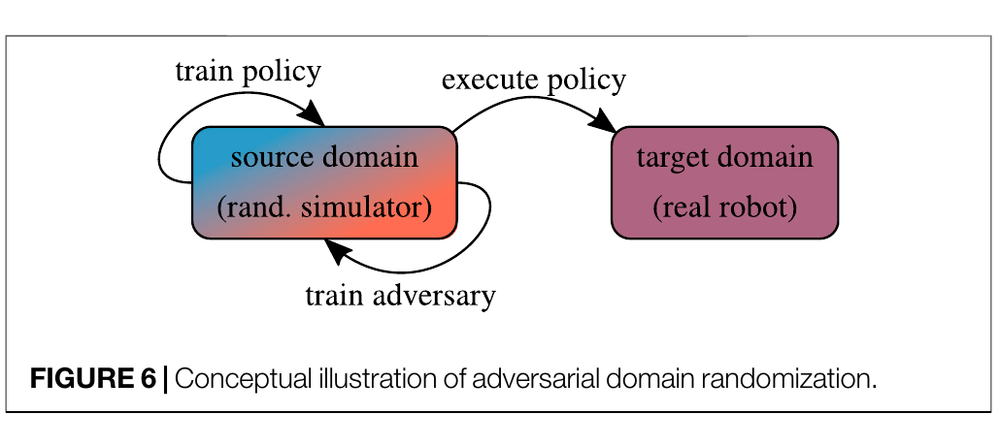 train policy
execute policy
source domain
(rand. simulator)
target domain
(real robot)
train adversary
FIGURE 6 | Conceptual illustration of adversarial domain randomization.